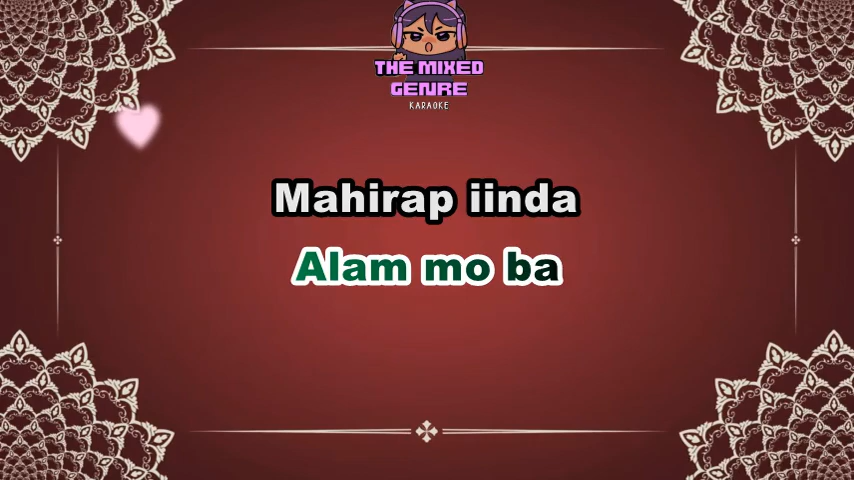 THE MIXED
GENRE
KARAOKE
Mahirap iinda
Alam mo ba